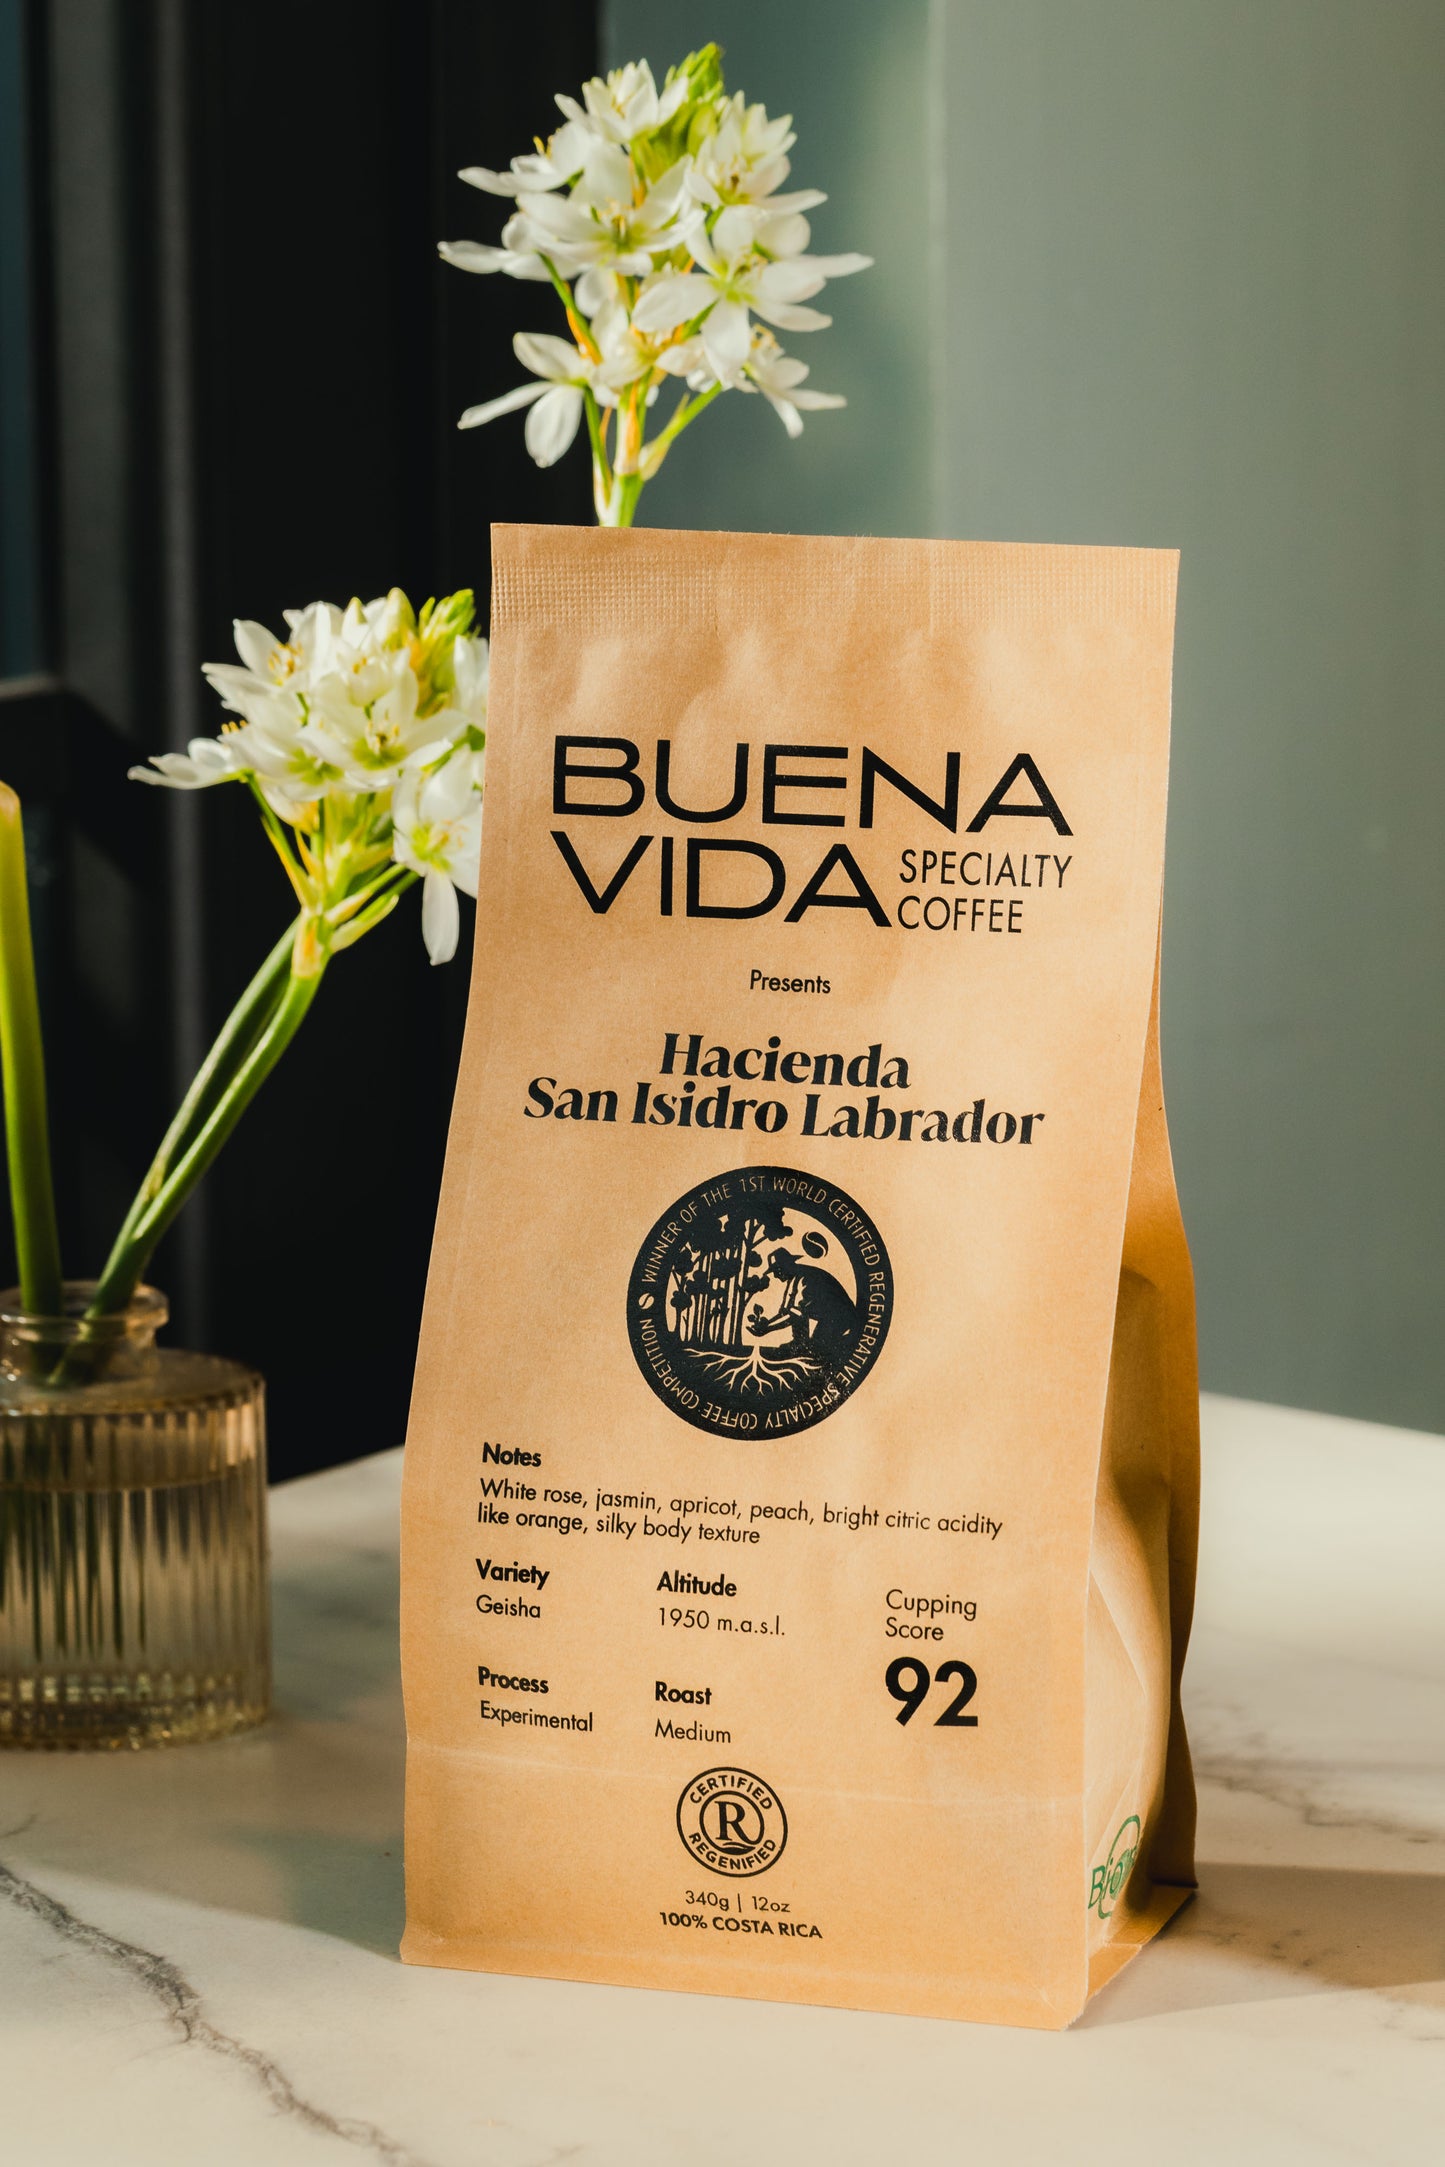 BUENA
VIDA SPECIALTY
COFFEE
Presents
Hacienda
San Isidro Labrador
WINNER OF THE 1ST WORLD CERTIFIED REGENERATIVE SPECIALTY COFFEE COMPETITION
Notes
White rose, jasmin, apricot, peach, bright citric acidity
like orange, silky body texture
Variety
Geisha
Altitude
1950 m.a.s.l.
Cupping
Score
92
Process
Experimental
Roast
Medium
CERTIFIED
R
REGENIFIED
340g | 12oz
100% COSTA RICA